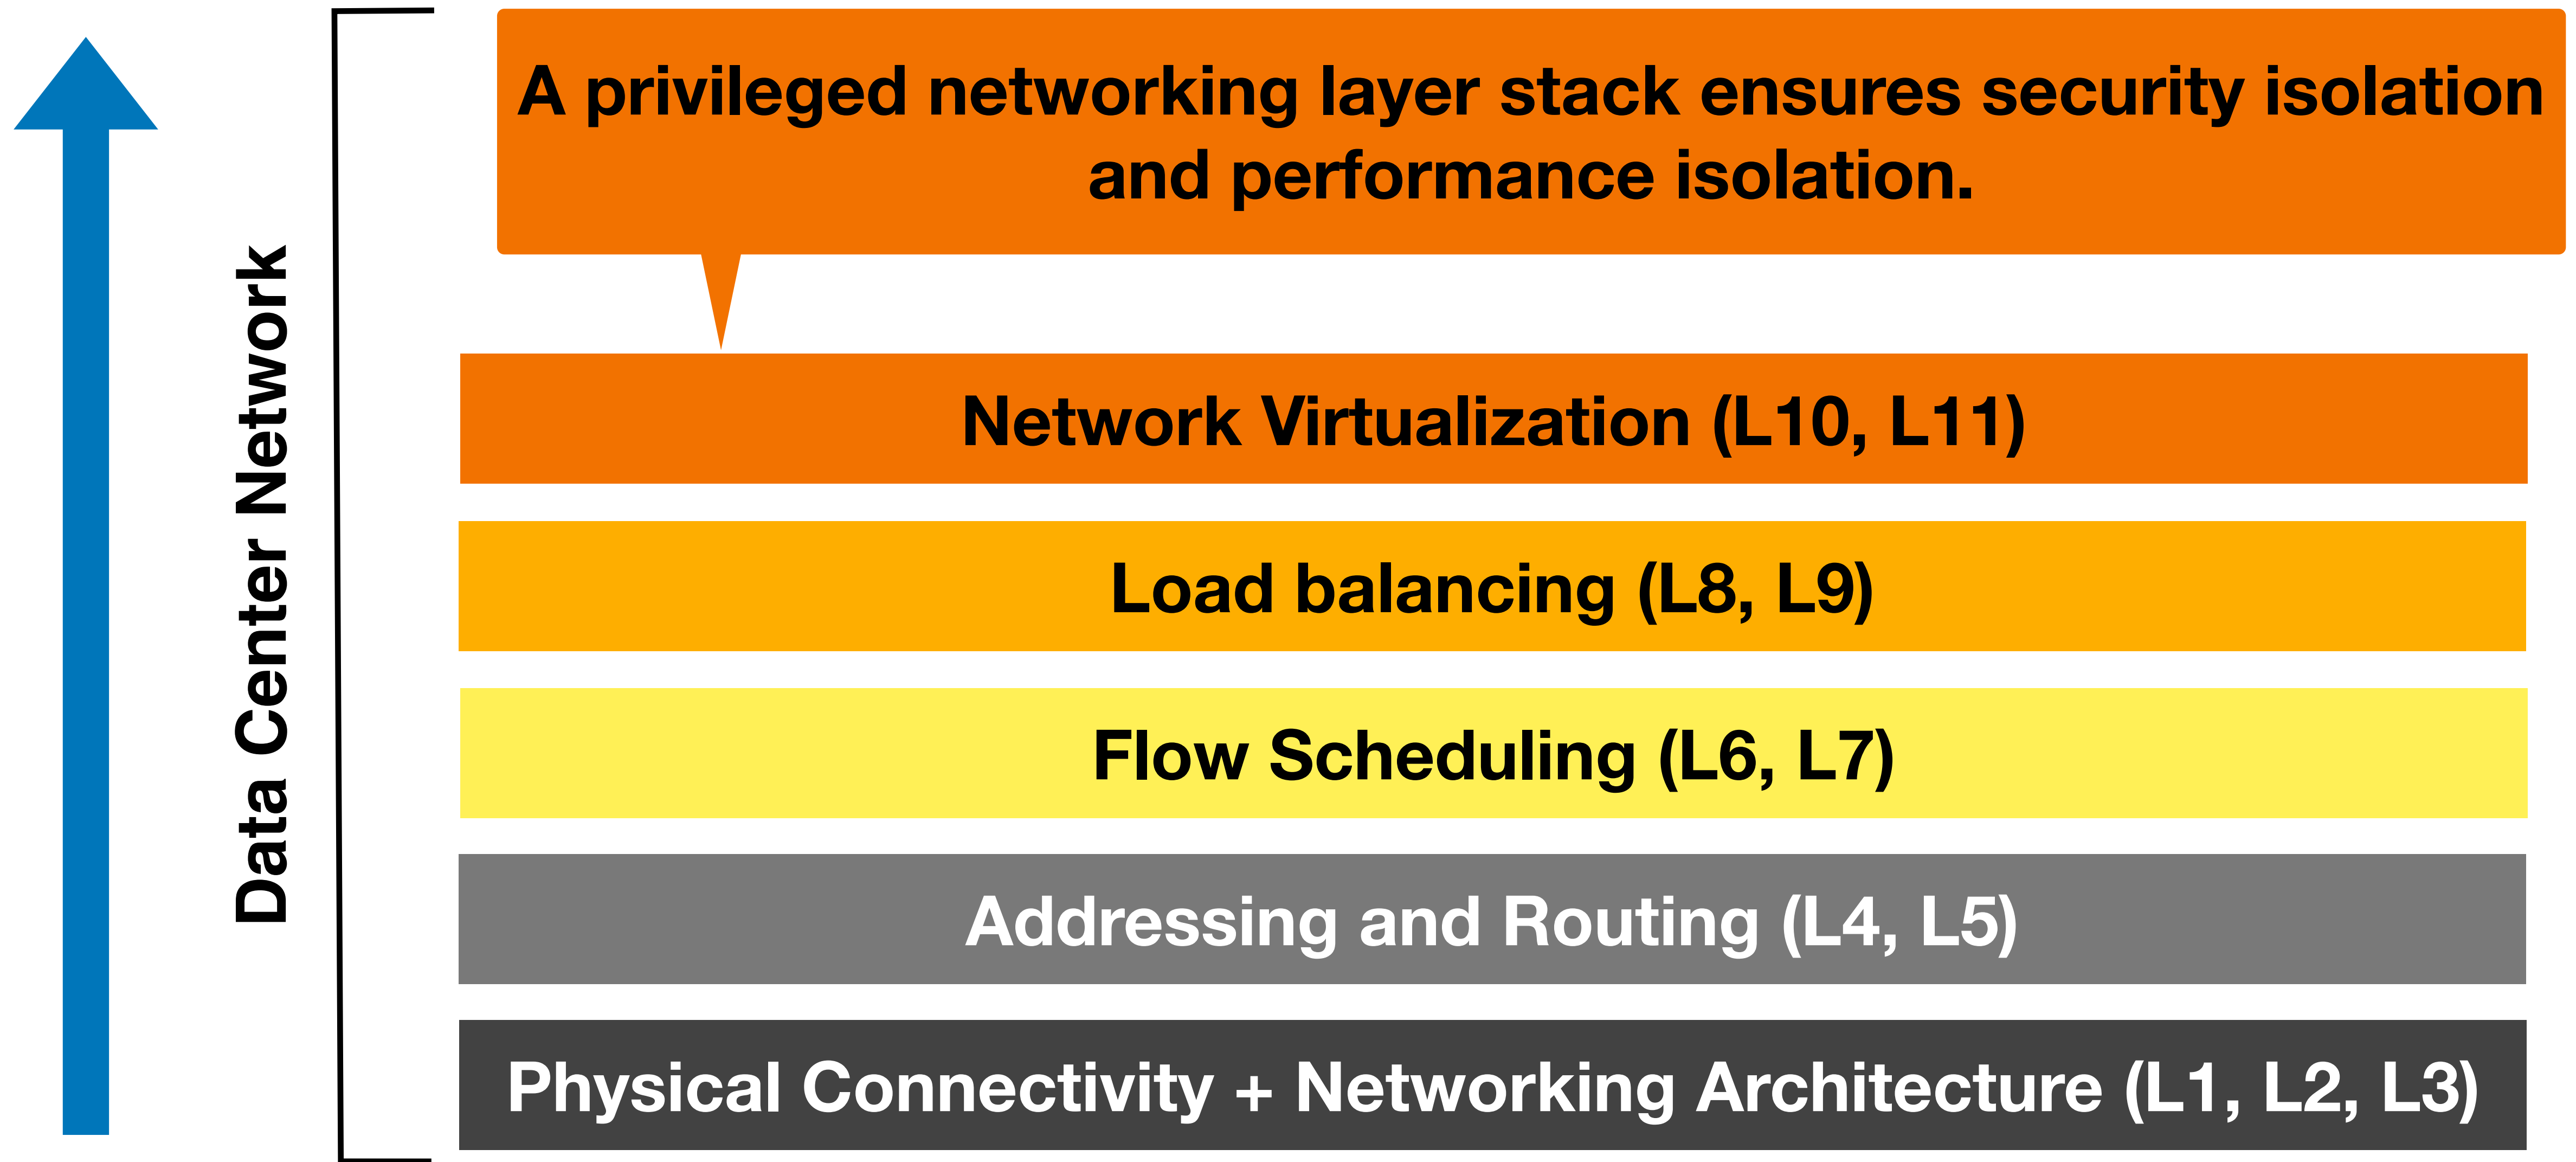 A privileged networking layer stack ensures security isolation
and performance isolation.
Data Center Network
Network Virtualization (L10, L11)
Load balancing (L8, L9)
Flow Scheduling (L6, L7)
Addressing and Routing (L4, L5)
Physical Connectivity + Networking Architecture (L1, L2, L3)